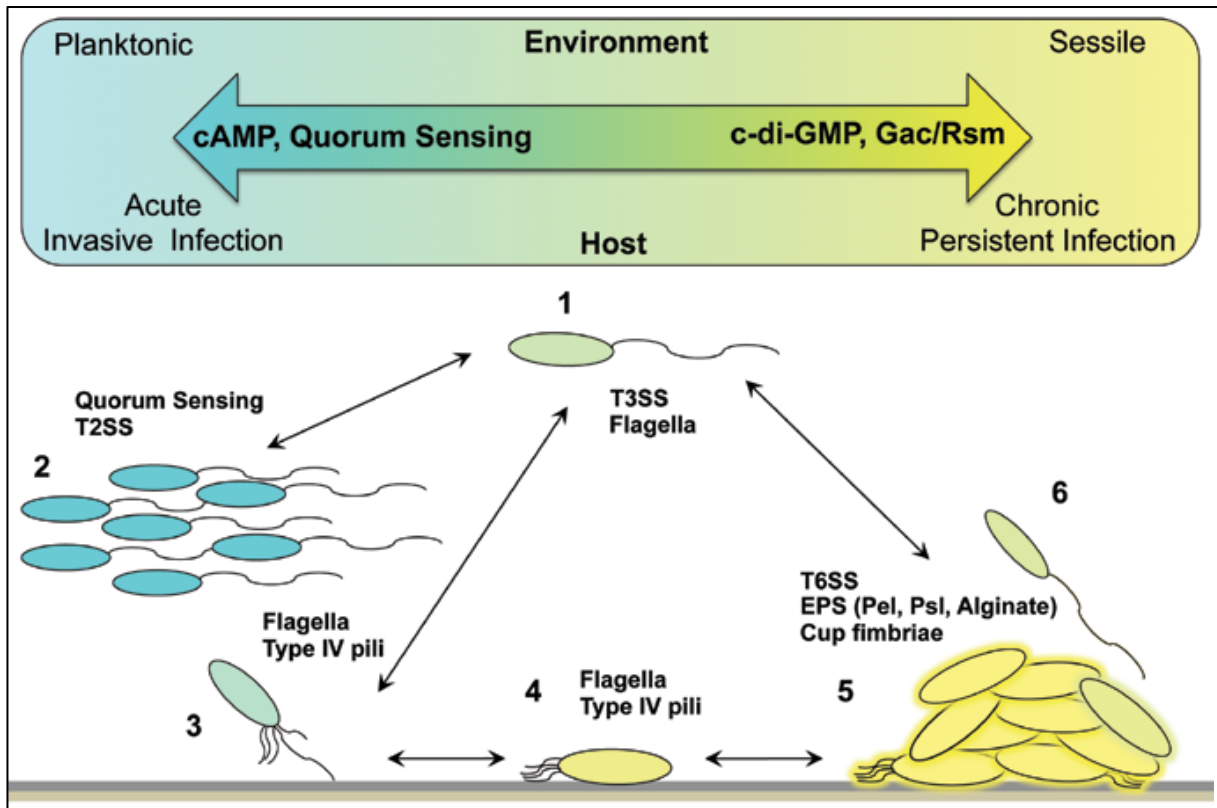 Planktonic
Environment
Sessile
cAMP, Quorum Sensing
c-di-GMP, Gac/Rsm
Acute
Invasive Infection
Host
Chronic
Persistent Infection
1
T3SS
Flagella
Quorum Sensing
T2SS
2
Flagella
Type IV pili
3
4
Flagella
Type IV pili
6
T6SS
EPS (Pel, Psl, Alginate)
Cup fimbriae
5